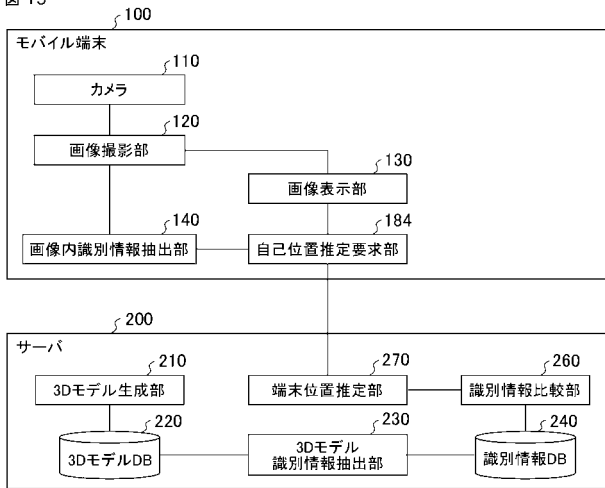 100
モバイル端末
110
カメラ
120
画像撮影部
130
画像表示部
140
画像内識別情報抽出部
184
自己位置推定要求部
200
サーバ
210
3Dモデル生成部
270
端末位置推定部
260
識別情報比較部
220
3DモデルDB
230
3Dモデル
識別情報抽出部
240
識別情報DB